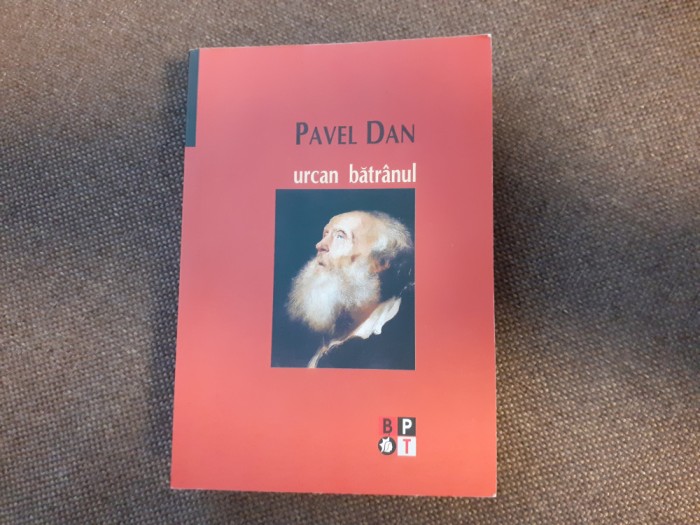 PAVEL DAN
urcan bătrânul
B P
T